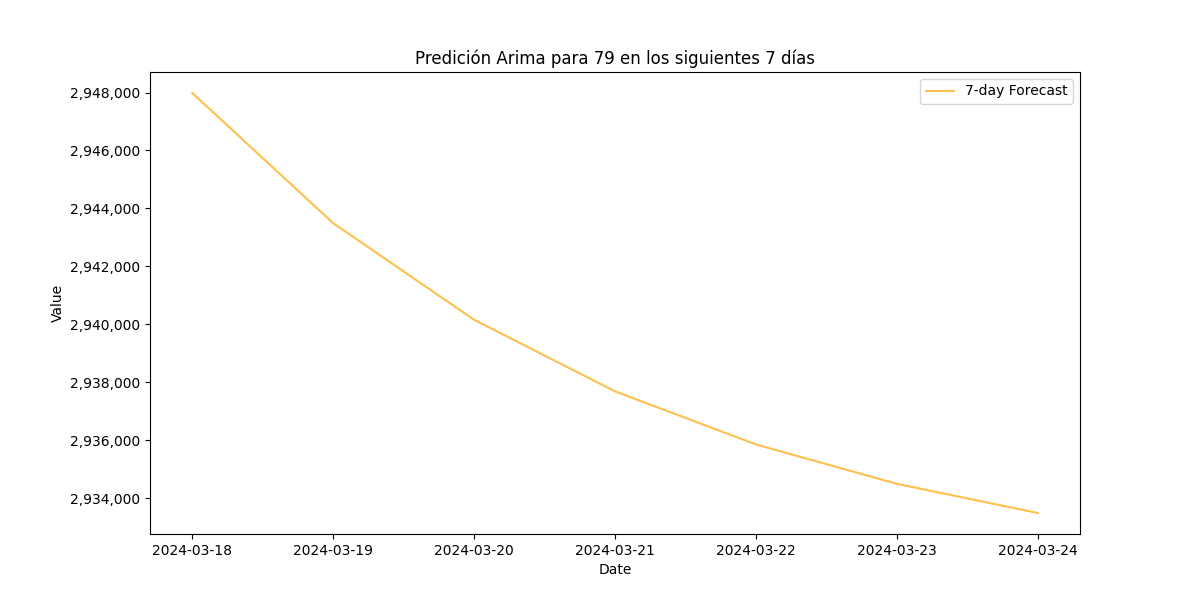 Predición Arima para 79 en los siguientes 7 días
7-day Forecast
2,948,000
2,946,000
2,944,000
2,942,000
2,940,000
2,938,000
2,936,000
2,934,000
Value
2024-03-18 2024-03-19 2024-03-20 2024-03-21 2024-03-22 2024-03-23 2024-03-24
Date